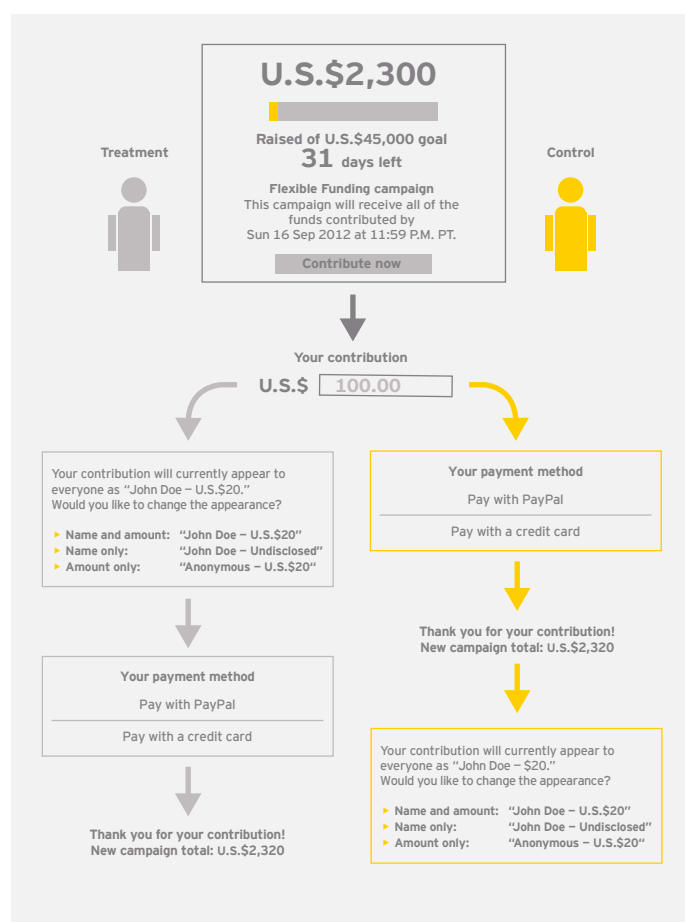 U.S.$2,300
Raised of U.S.$45,000 goal
31 days left
Treatment
Control
Flexible Funding campaign
This campaign will receive all of the
funds contributed by
Sun 16 Sep 2012 at 11:59 P.M. PT.
Contribute now
Your contribution
U.S.$ 100.00
Your contribution will currently appear to
everyone as “John Doe – U.S.$20.”
Would you like to change the appearance?
▸ Name and amount: “John Doe – U.S.$20”
▸ Name only: “John Doe – Undisclosed”
▸ Amount only: “Anonymous – U.S.$20“
Your payment method
Pay with PayPal
Pay with a credit card
Thank you for your contribution!
New campaign total: U.S.$2,320
Your payment method
Pay with PayPal
Pay with a credit card
Thank you for your contribution!
New campaign total: U.S.$2,320
Your contribution will currently appear to
everyone as “John Doe – $20.”
Would you like to change the appearance?
▸ Name and amount: “John Doe – U.S.$20”
▸ Name only: “John Doe – Undisclosed”
▸ Amount only: “Anonymous – U.S.$20“